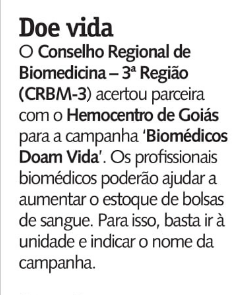 Doe vida
O Conselho Regional de
Biomedicina – 3ª Região
(CRBM-3) acertou parceira
com o Hemocentro de Goiás
para a campanha ‘Biomédicos
Doam Vida’. Os profissionais
biomédicos poderão ajudar a
aumentar o estoque de bolsas
de sangue. Para isso, basta ir à
unidade e indicar o nome da
campanha.